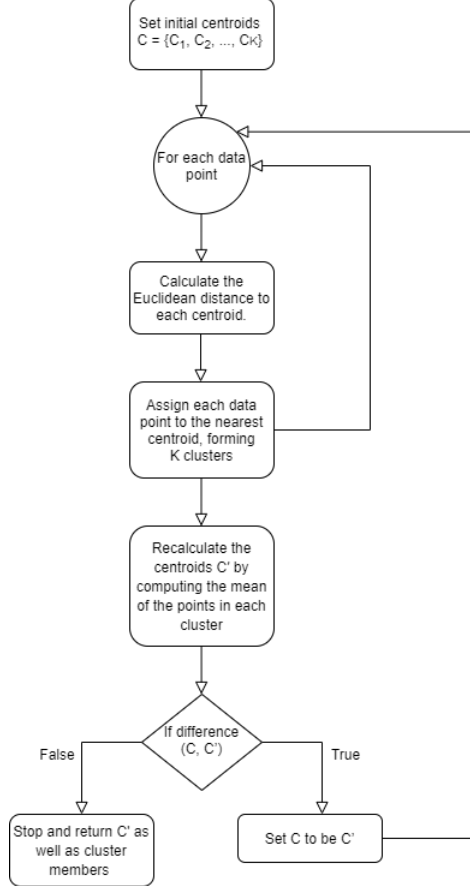 Set initial centroids
C = {C₁, C₂, ..., Cᴋ}
For each data
point
Calculate the
Euclidean distance to
each centroid.
Assign each data
point to the nearest
centroid, forming
K clusters
Recalculate the
centroids C' by
computing the mean
of the points in each
cluster
If difference
(C, C')
False
True
Stop and return C' as
well as cluster
members
Set C to be C'